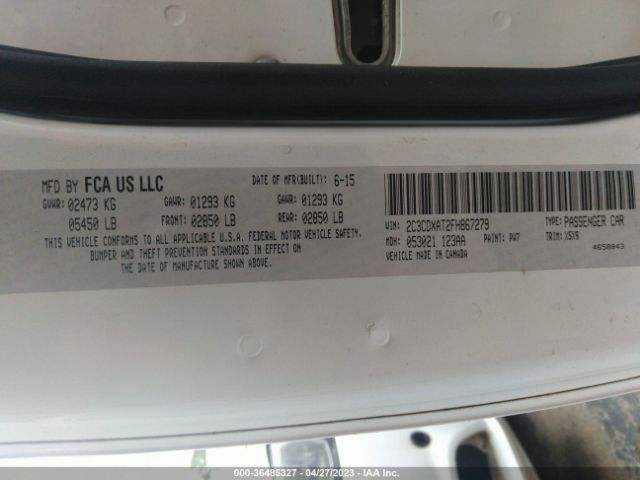 MFD BY FCA US LLC DATE OF MFR(BUILT): 6-15
GVWR: 02473 KG GAWR: 01293 KG GAWR: 01293 KG
05450 LB FRONT: 02850 LB REAR: 02850 LB
THIS VEHICLE CONFORMS TO ALL APPLICABLE U.S.A. FEDERAL MOTOR VEHICLE SAFETY,
BUMPER AND THEFT PREVENTION STANDARDS IN EFFECT ON
THE DATE OF MANUFACTURE SHOWN ABOVE.
VIN: 2C3CDXAT2FH867279 TYPE: PASSENGER CAR
MDH: 053021 123AA PAINT: PW7 TRIM: X5X9
VEHICLE MADE IN CANADA 4658843
000-36485327 - 04/27/2023 - IAA Inc.